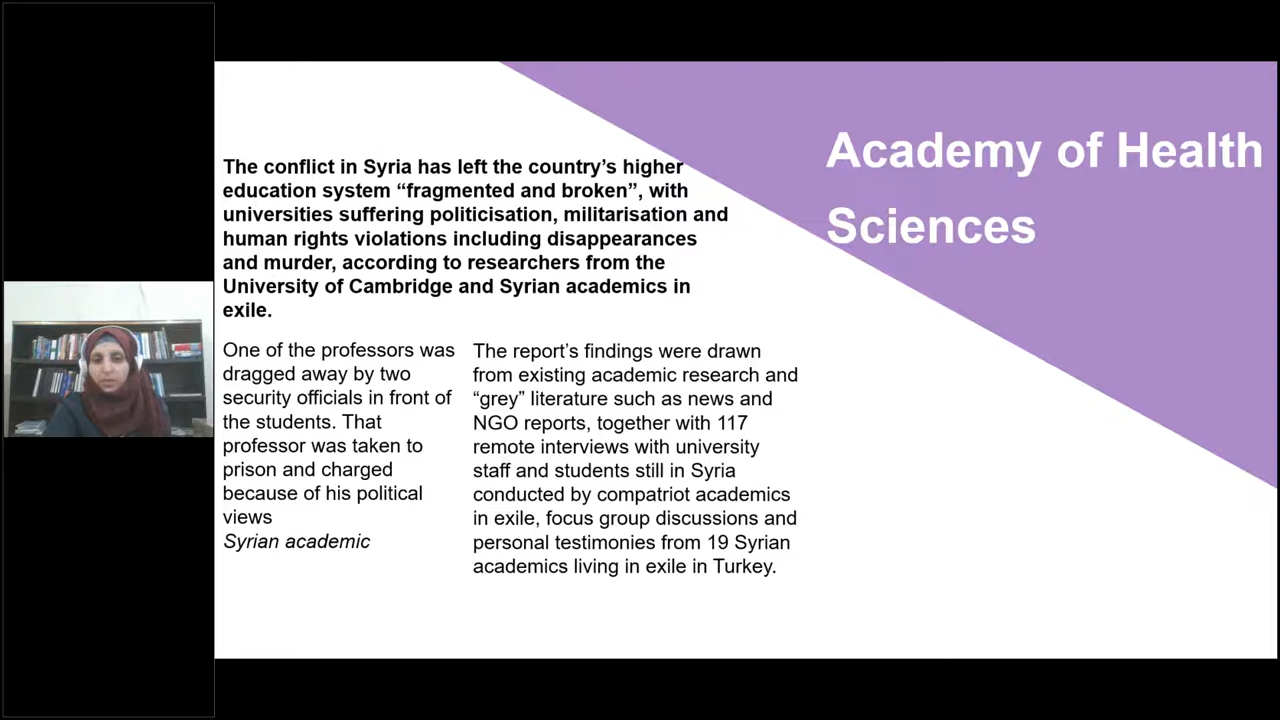 Academy of Health
Sciences
The conflict in Syria has left the country’s higher
education system “fragmented and broken”, with
universities suffering politicisation, militarisation and
human rights violations including disappearances
and murder, according to researchers from the
University of Cambridge and Syrian academics in
exile.
One of the professors was
dragged away by two
security officials in front of
the students. That
professor was taken to
prison and charged
because of his political
views
Syrian academic
The report’s findings were drawn
from existing academic research and
“grey” literature such as news and
NGO reports, together with 117
remote interviews with university
staff and students still in Syria
conducted by compatriot academics
in exile, focus group discussions and
personal testimonies from 19 Syrian
academics living in exile in Turkey.